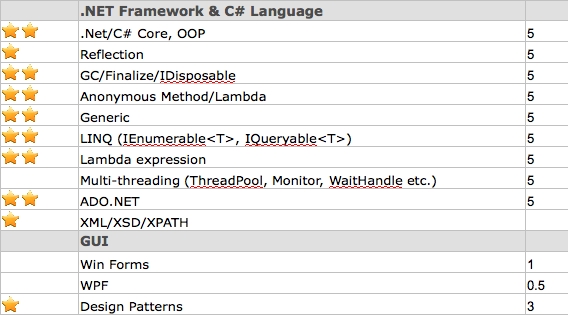 .NET Framework & C# Language
.Net/C# Core, OOP 5
Reflection 5
GC/Finalize/IDisposable 5
Anonymous Method/Lambda 5
Generic 5
LINQ (IEnumerable<T>, IQueryable<T>) 5
Lambda expression 5
Multi-threading (ThreadPool, Monitor, WaitHandle etc.) 5
ADO.NET 5
XML/XSD/XPATH
GUI
Win Forms 1
WPF 0.5
Design Patterns 3